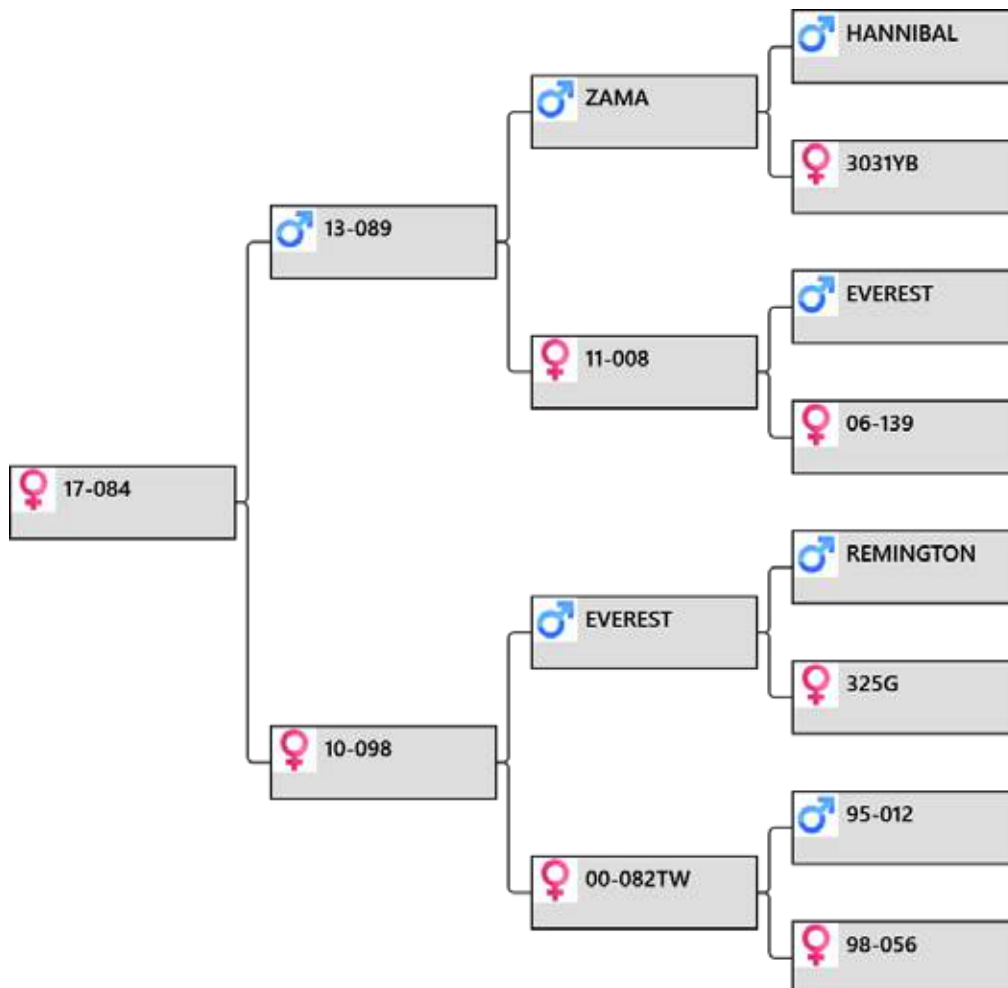 HANNIBAL
ZAMA
3031YB
13-089
EVEREST
11-008
06-139
17-084
REMINGTON
EVEREST
325G
10-098
95-012
00-082TW
98-056